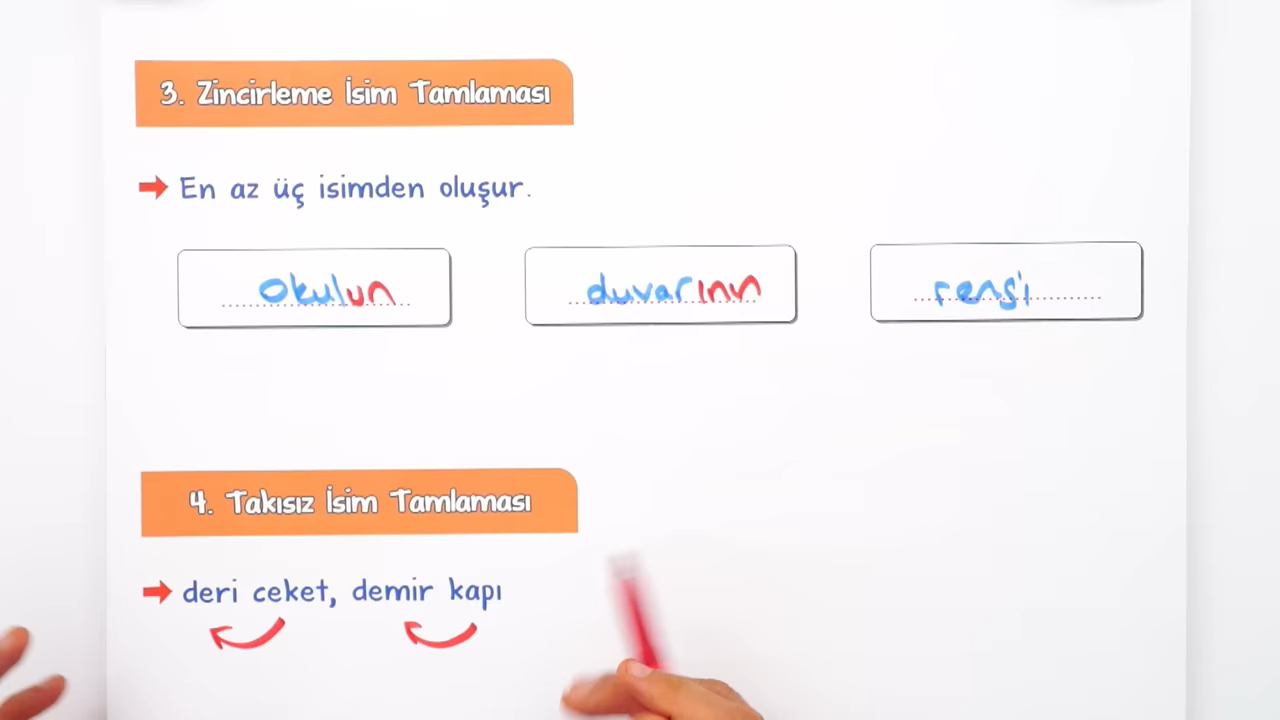 3. Zincirleme İsim Tamlaması
En az üç isimden oluşur.
okulun duvarının rengi
4. Takısız İsim Tamlaması
deri ceket, demir kapı